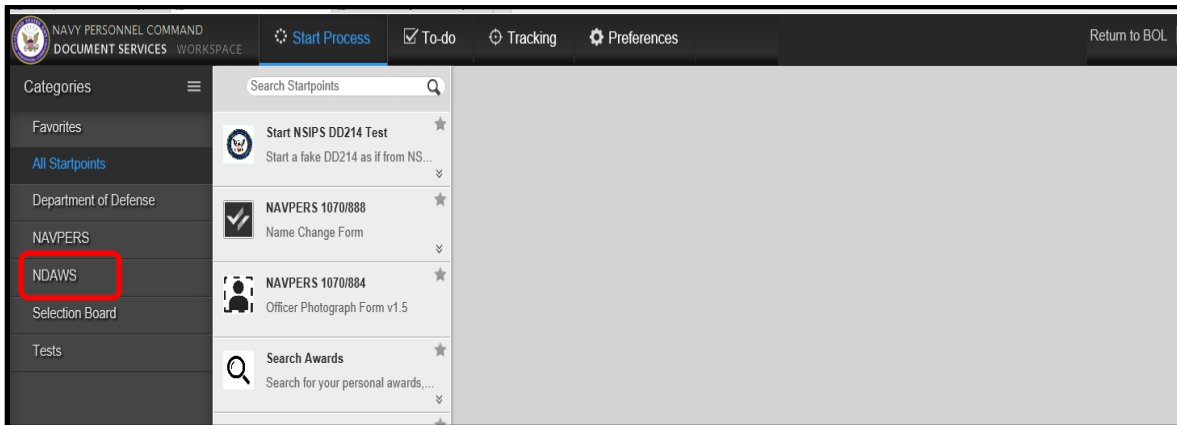 NAVY PERSONNEL COMMAND
DOCUMENT SERVICES WORKSPACE
Start Process
To-do
Tracking
Preferences
Return to BOL
Categories
Search Startpoints
Favorites
All Startpoints
Department of Defense
NAVPERS
NDAWS
Selection Board
Tests
Start NSIPS DD214 Test
Start a fake DD214 as if from NS...
NAVPERS 1070/888
Name Change Form
NAVPERS 1070/884
Officer Photograph Form v1.5
Search Awards
Search for your personal awards,...